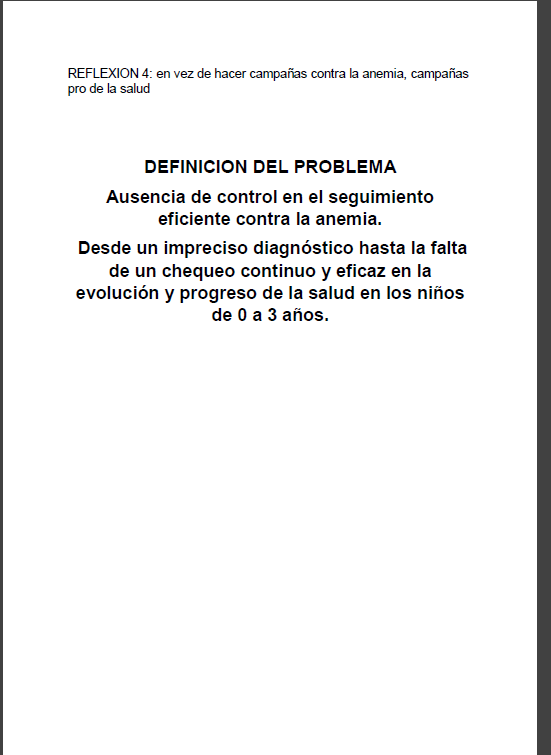 REFLEXION 4: en vez de hacer campañas contra la anemia, campañas
pro de la salud
DEFINICION DEL PROBLEMA
Ausencia de control en el seguimiento
eficiente contra la anemia.
Desde un impreciso diagnóstico hasta la falta
de un chequeo continuo y eficaz en la
evolución y progreso de la salud en los niños
de 0 a 3 años.